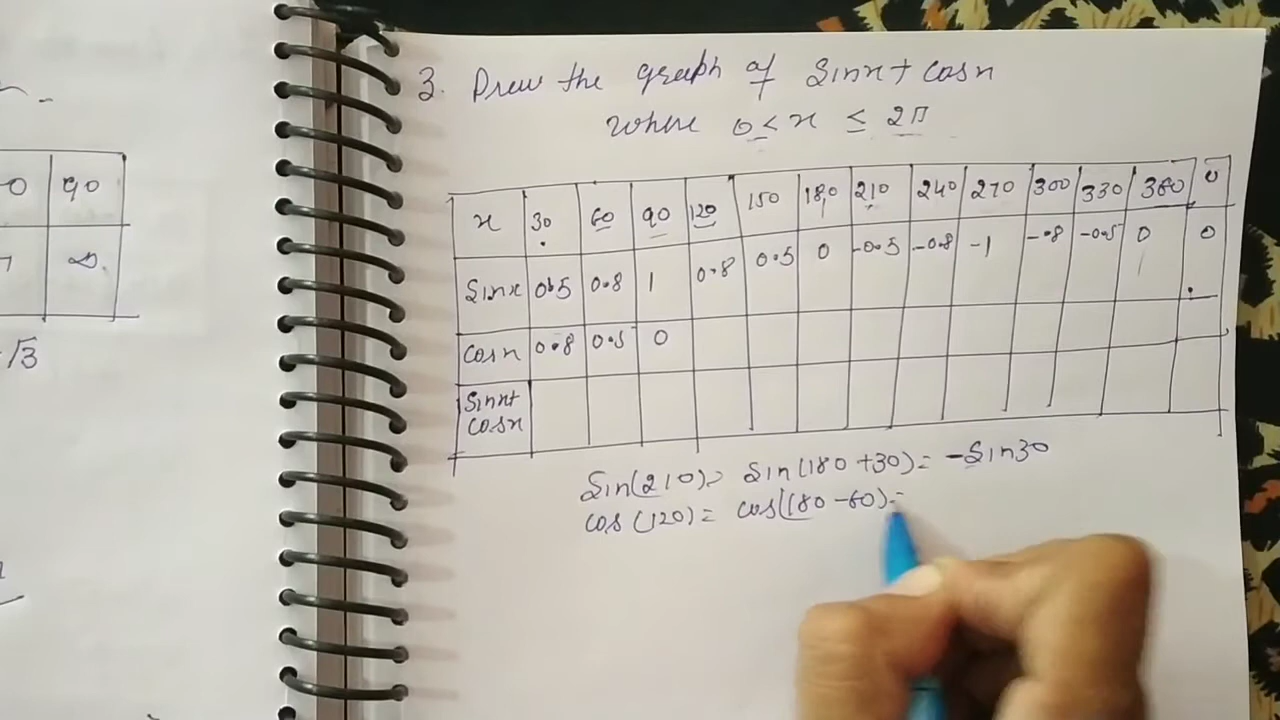 90
∞
√3
3. Draw the graph of Sinx + cosx
where 0 ≤ x ≤ 2π
x 30 60 90 120 150 180 210 240 270 300 330 360 0
Sinx 0.5 0.8 1 0.8 0.5 0 -0.5 -0.8 -1 -.8 -0.5 0 0
cosx 0.8 0.5 0
Sinx+
cosx
Sin(210)= Sin(180+30)= -Sin30
cos(120)= cos(180-60)=